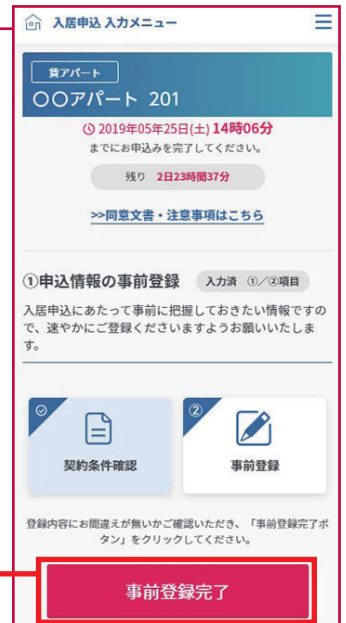 入居申込 入力メニュー
賃アパート
〇〇アパート 201
2019年05年25日(土) 14時06分
までにお申込みを完了してください。
残り 2日23時間37分
>>同意文書・注意事項はこちら
①申込情報の事前登録 入力済 ①/②項目
入居申込にあたって事前に把握しておきたい情報ですの
で、速やかにご登録くださいますようお願いいたしま
す。
②
契約条件確認 事前登録
登録内容にお間違えが無いかご確認いただき、「事前登録完了ボ
タン」をクリックしてください。
事前登録完了